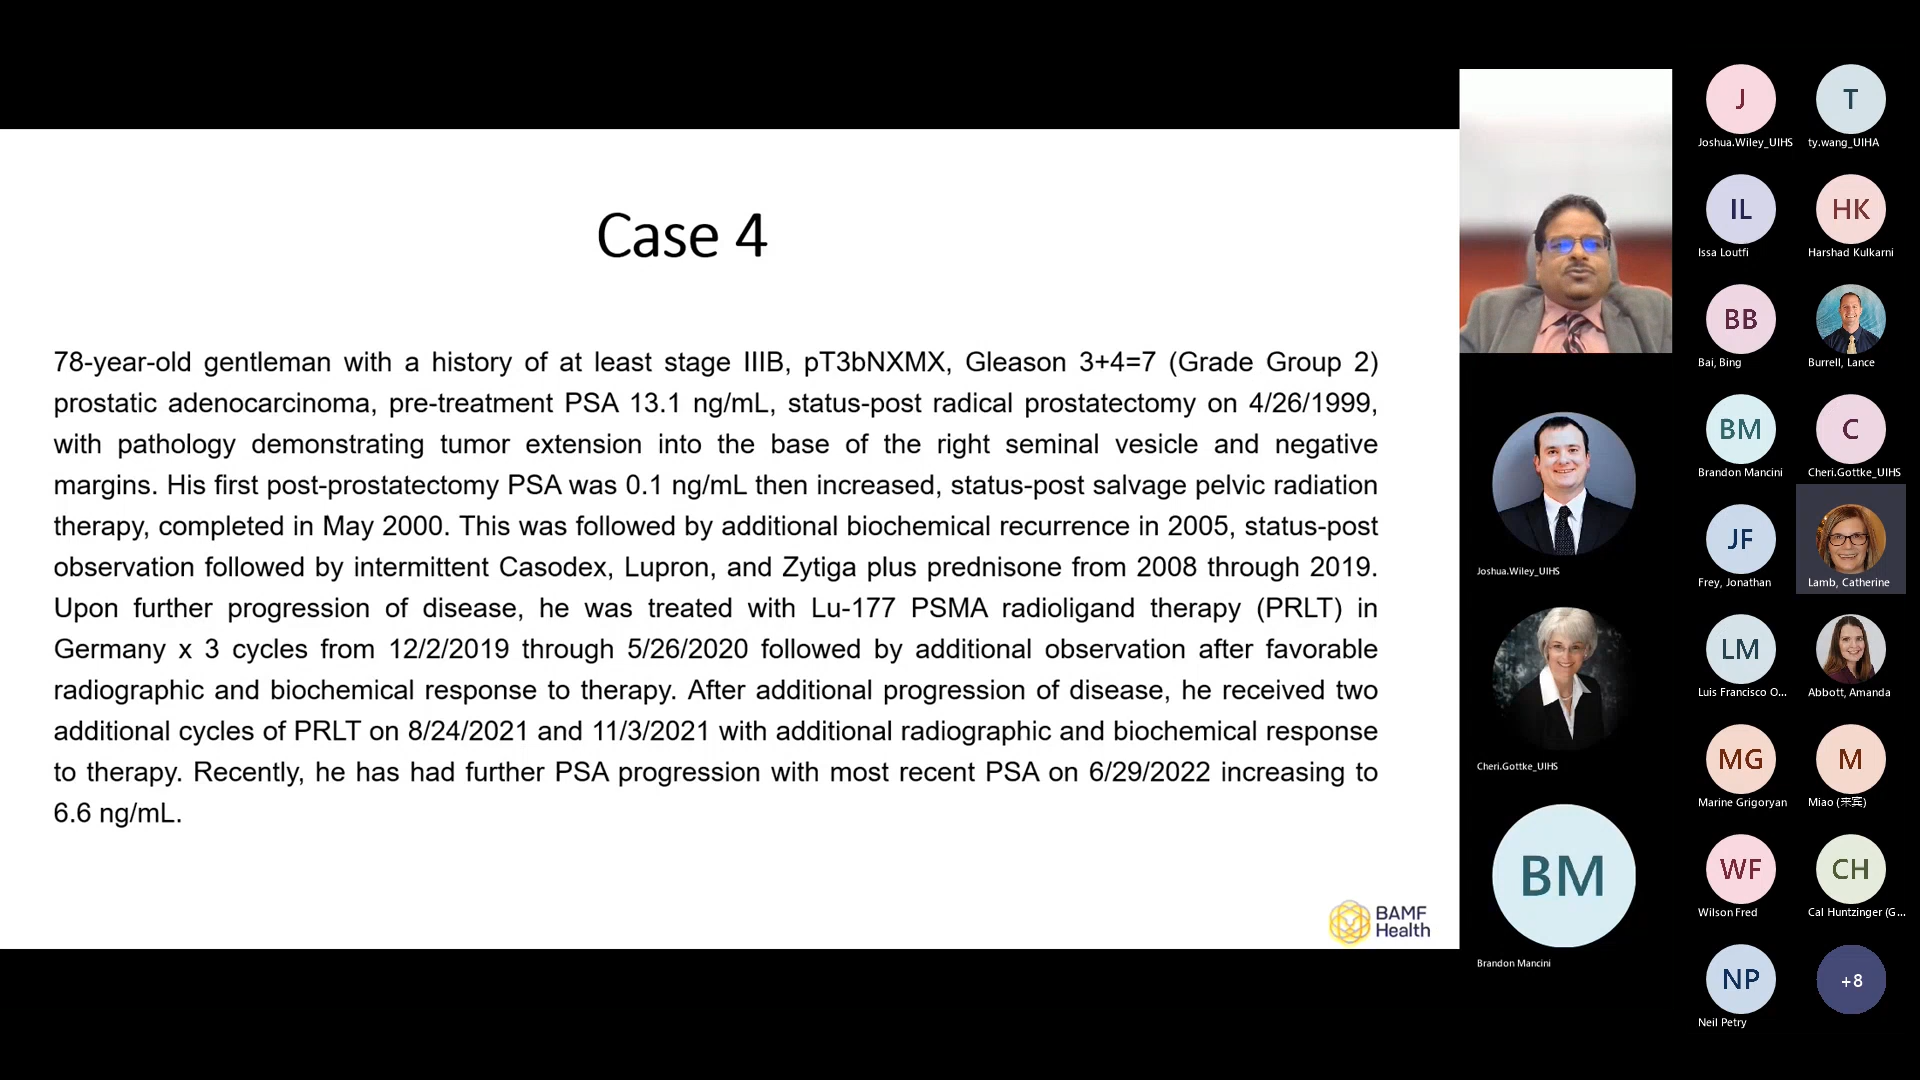 Case 4
78-year-old gentleman with a history of at least stage IIIB, pT3bNXMX, Gleason 3+4=7 (Grade Group 2)
prostatic adenocarcinoma, pre-treatment PSA 13.1 ng/mL, status-post radical prostatectomy on 4/26/1999,
with pathology demonstrating tumor extension into the base of the right seminal vesicle and negative
margins. His first post-prostatectomy PSA was 0.1 ng/mL then increased, status-post salvage pelvic radiation
therapy, completed in May 2000. This was followed by additional biochemical recurrence in 2005, status-post
observation followed by intermittent Casodex, Lupron, and Zytiga plus prednisone from 2008 through 2019.
Upon further progression of disease, he was treated with Lu-177 PSMA radioligand therapy (PRLT) in
Germany x 3 cycles from 12/2/2019 through 5/26/2020 followed by additional observation after favorable
radiographic and biochemical response to therapy. After additional progression of disease, he received two
additional cycles of PRLT on 8/24/2021 and 11/3/2021 with additional radiographic and biochemical response
to therapy. Recently, he has had further PSA progression with most recent PSA on 6/29/2022 increasing to
6.6 ng/mL.
BAMF
Health
Joshua.Wiley_UIHS
Cheri.Gottke_UIHS
BM
Brandon Mancini
J
T
Joshua.Wiley_UIHS
ty.wang_UIHA
IL
HK
Issa Loutfi
Harshad Kulkarni
BB
Bai, Bing
Burrell, Lance
BM
C
Brandon Mancini
Cheri.Gottke_UIHS
JF
Frey, Jonathan
Lamb, Catherine
LM
Luis Francisco O...
Abbott, Amanda
MG
M
Marine Grigoryan
Miao (来宾)
WF
CH
Wilson Fred
Cal Huntzinger (G...
NP
+8
Neil Petry